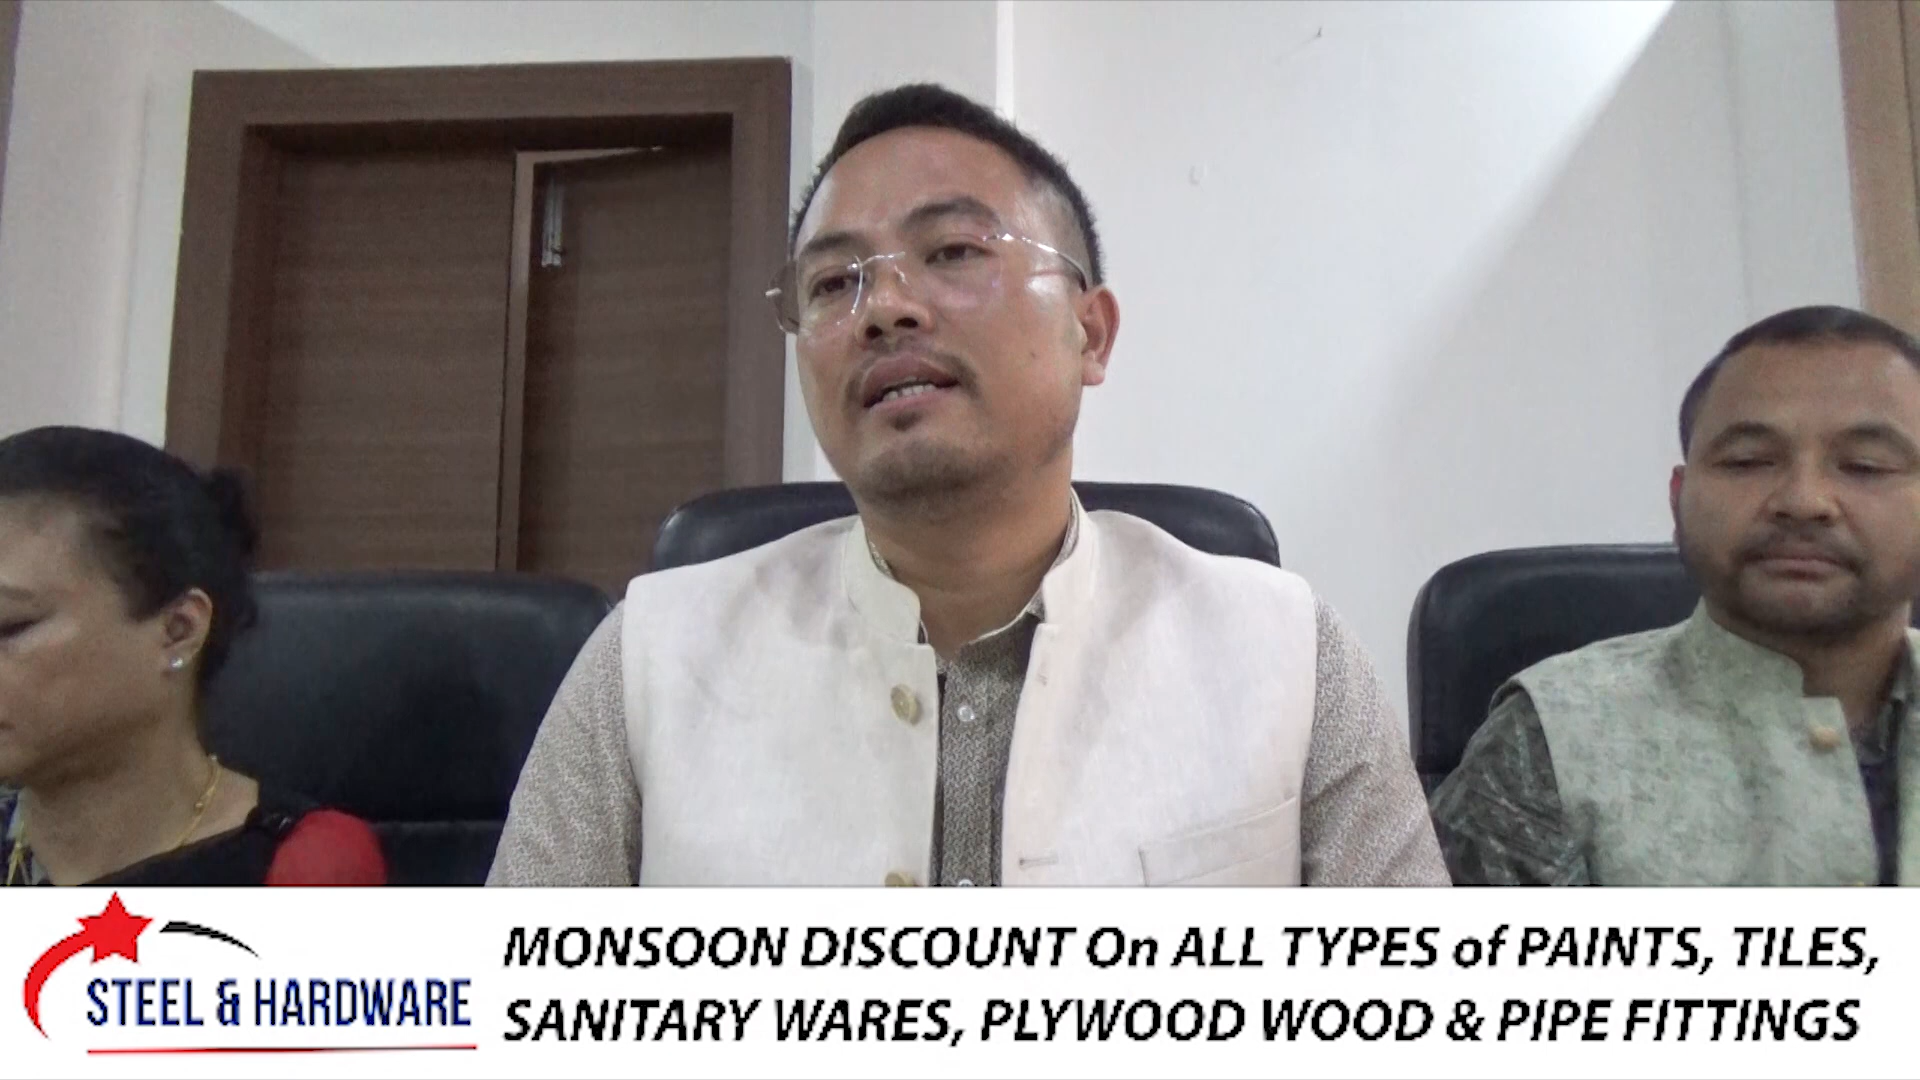 STEEL & HARDWARE
MONSOON DISCOUNT On ALL TYPES of PAINTS, TILES,
SANITARY WARES, PLYWOOD WOOD & PIPE FITTINGS